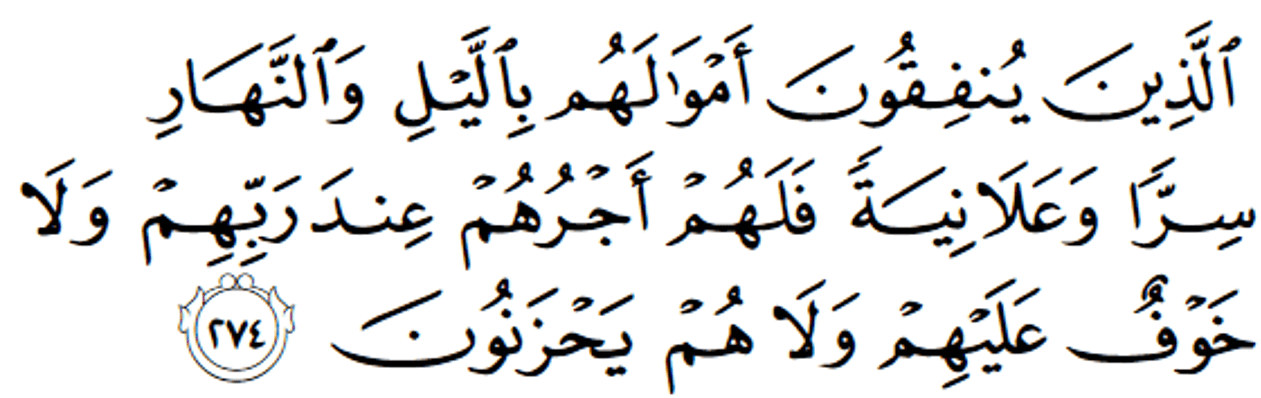 ٱلَّذِينَ يُنفِقُونَ أَمْوَٰلَهُم بِٱلَّيْلِ وَٱلنَّهَارِ
سِرًّا وَعَلَانِيَةً فَلَهُمْ أَجْرُهُمْ عِندَ رَبِّهِمْ وَلَا
خَوْفٌ عَلَيْهِمْ وَلَا هُمْ يَحْزَنُونَ ٢٧٤